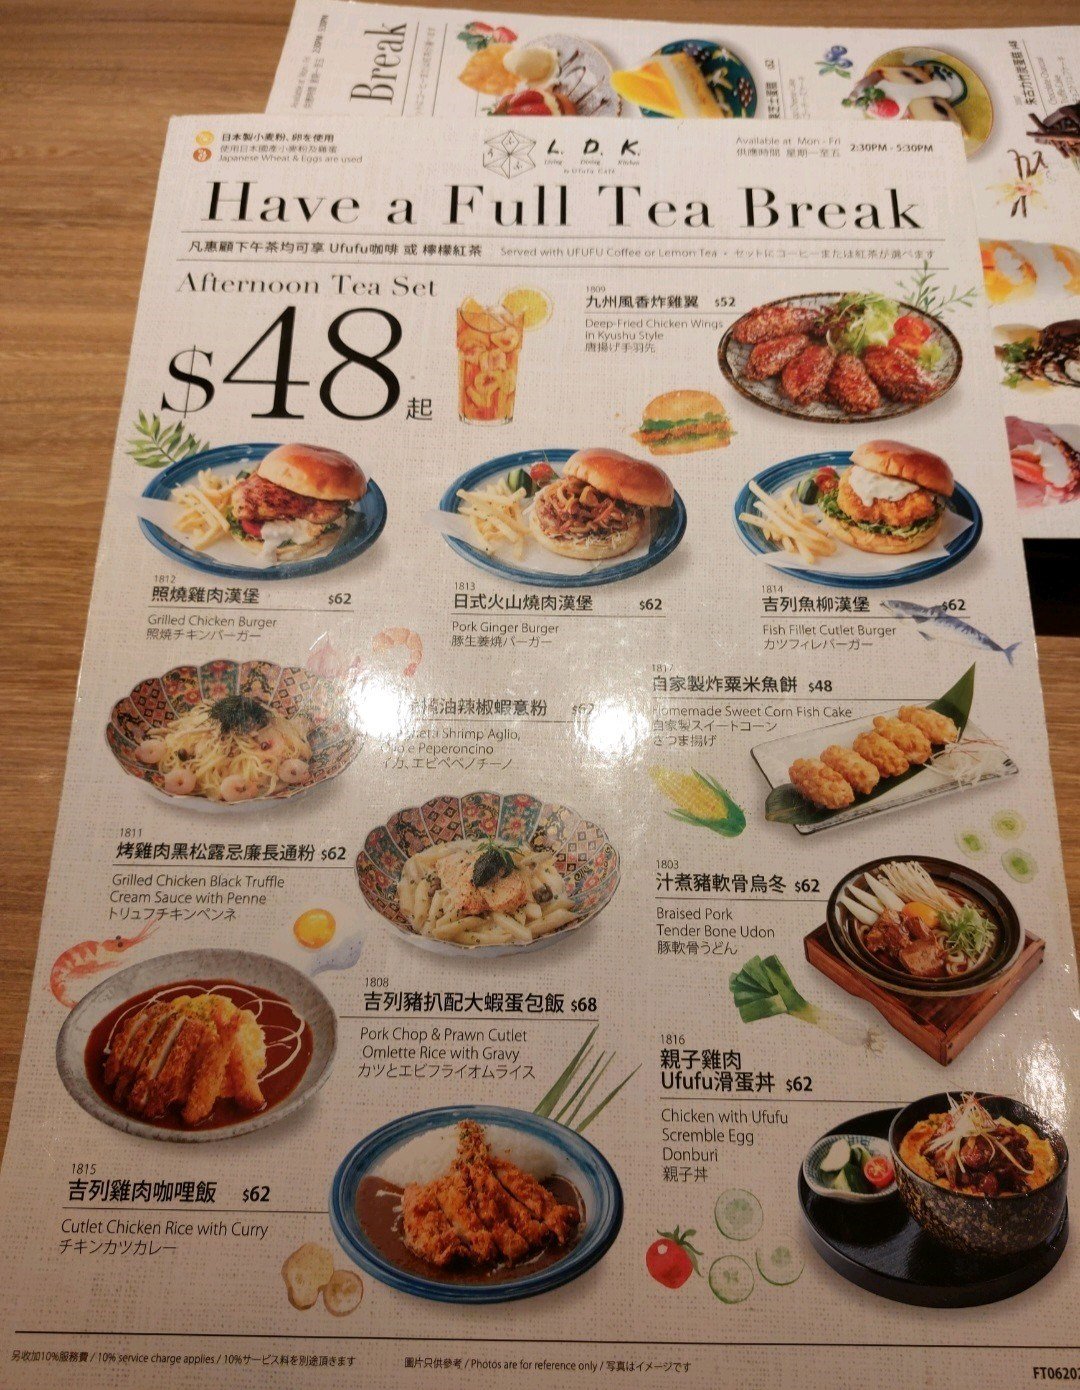 Break
日本製小麦粉、卵を使用
使用日本國產小麥粉及雞蛋
Japanese Wheat & Eggs are used
L. D. K.
Living Dining Kitchen
Available at Mon - Fri
供應時間 星期一至五
2:30PM - 5:30PM
Have a Full Tea Break
凡惠顧下午茶均可享 Ufufu咖啡 或 檸檬紅茶
Served with UFUFU Coffee or Lemon Tea・セットにコーヒーまたは紅茶が選べます
Afternoon Tea Set
$48起
1809
九州風香炸雞翼 $52
Deep-Fried Chicken Wings
in Kyushu Style
唐揚げ手羽先
1812
照燒雞肉漢堡 $62
Grilled Chicken Burger
照焼チキンバーガー
1813
日式火山燒肉漢堡 $62
Pork Ginger Burger
豚生姜焼バーガー
1814
吉列魚柳漢堡 $62
Fish Fillet Cutlet Burger
カツフィレバーガー
油辣椒蝦意粉 $62
Shrimp Aglio,
e Peperoncino
イカ、エビペペノチーノ
1817
自家製炸粟米魚餅 $48
Homemade Sweet Corn Fish Cake
自家製スイートコーン
さつま揚げ
1811
烤雞肉黑松露忌廉長通粉 $62
Grilled Chicken Black Truffle
Cream Sauce with Penne
トリュフチキンペンネ
1803
汁煮豬軟骨烏冬 $62
Braised Pork
Tender Bone Udon
豚軟骨うどん
1808
吉列豬扒配大蝦蛋包飯 $68
Pork Chop & Prawn Cutlet
Omlette Rice with Gravy
カツとエビフライオムライス
1816
親子雞肉
Ufufu滑蛋丼 $62
Chicken with Ufufu
Scremble Egg
Donburi
親子丼
1815
吉列雞肉咖喱飯 $62
Cutlet Chicken Rice with Curry
チキンカツカレー
另收加10%服務費 / 10% service charge applies / 10%サービス料を別途頂きます
圖片只供參考 / Photos are for reference only / 写真はイメージです